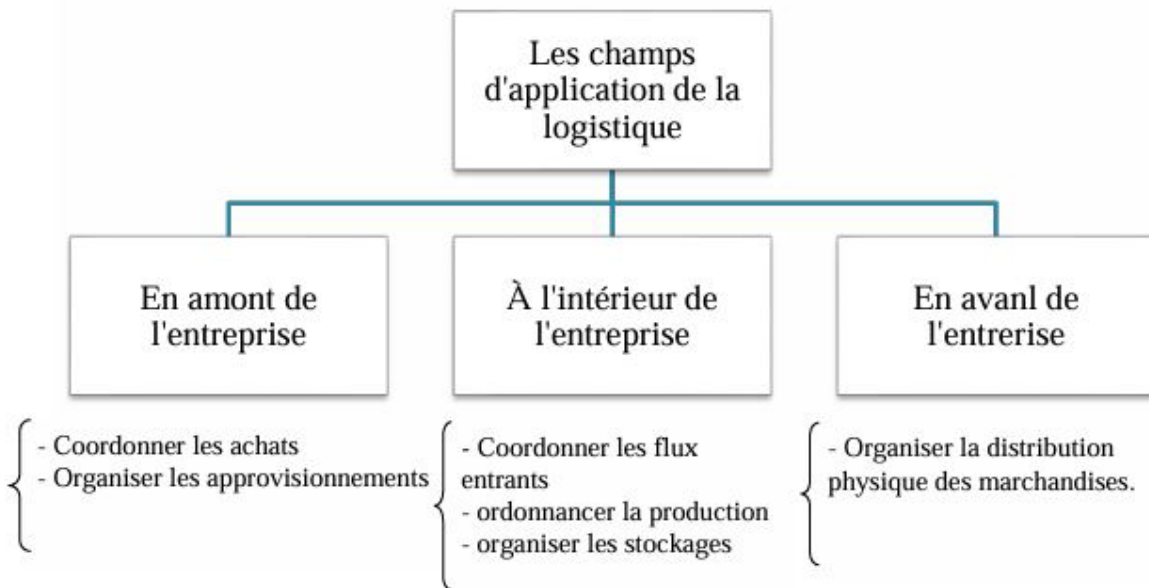 Les champs
d'application de la
logistique
En amont de
l'entreprise
À l'intérieur de
l'entreprise
En avanl de
l'entrerise
- Coordonner les achats
- Organiser les approvisionnements
- Coordonner les flux
entrants
- ordonnancer la production
- organiser les stockages
- Organiser la distribution
physique des marchandises.